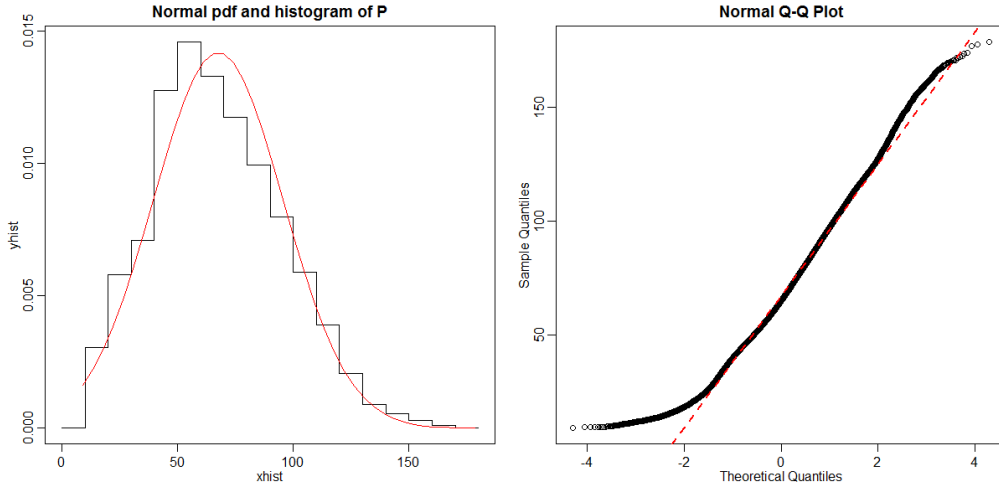 Normal pdf and histogram of P
yhist
0.015
0.010
0.005
0.000
0
50
100
150
xhist
Normal Q-Q Plot
Sample Quantiles
150
100
50
-4
-2
0
2
4
Theoretical Quantiles